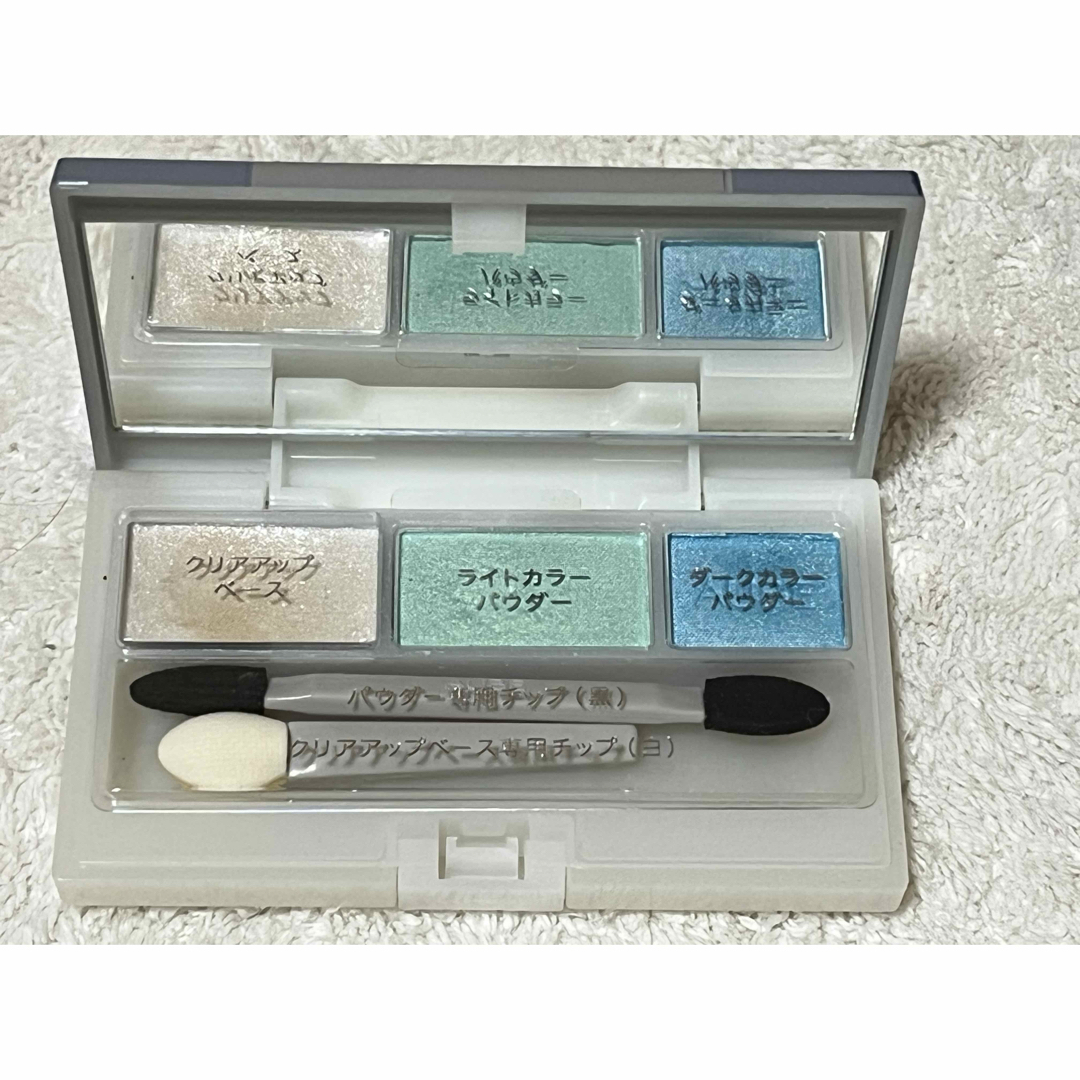 クリアアップ
ベース
ライトカラー
パウダー
ダークカラー
パウダー
パウダー専用チップ(黒)
クリアアップベース専用チップ(白)